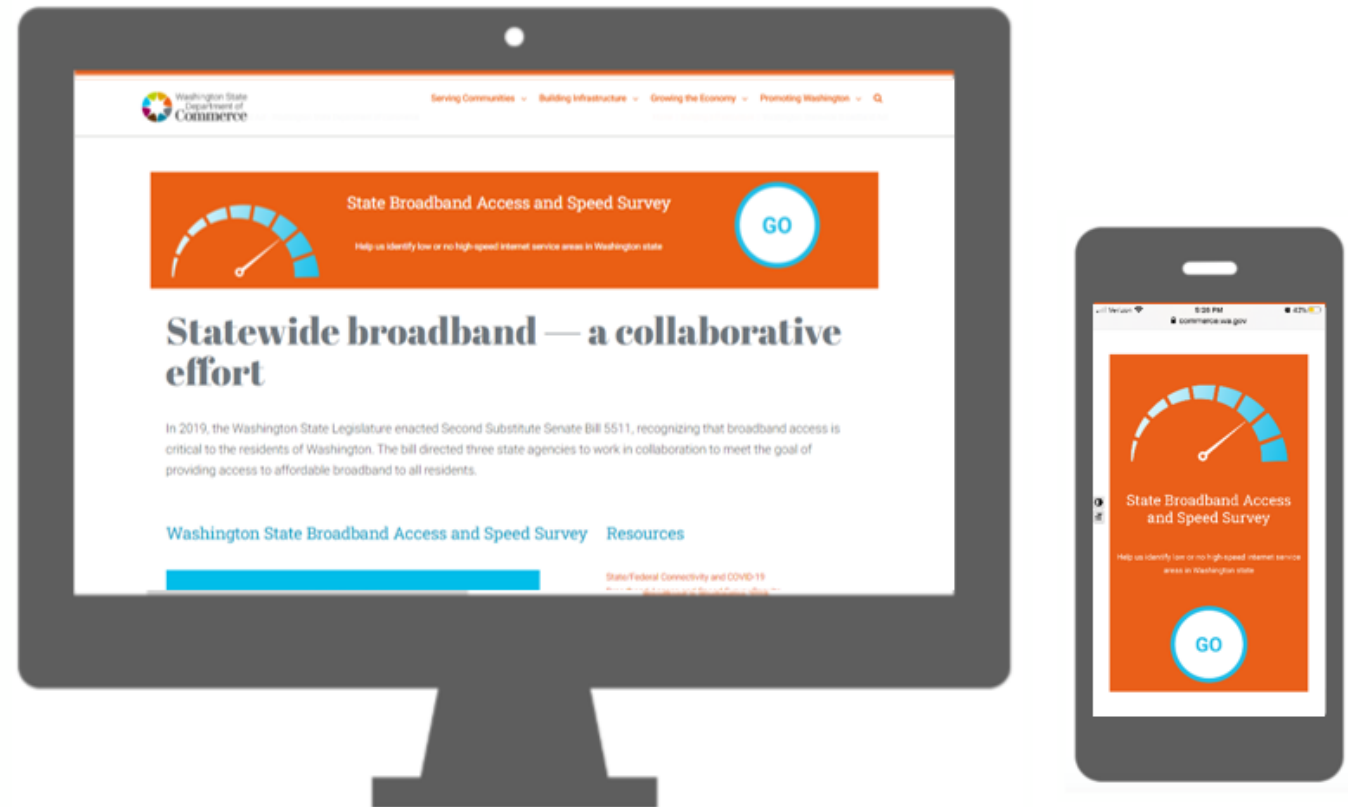 Washington State
Department of
Commerce
Serving Communities
Building Infrastructure
Growing the Economy
Promoting Washington
State Broadband Access and Speed Survey
Help us identify low or no high-speed internet service areas in Washington state
GO
Statewide broadband — a collaborative
effort
In 2019, the Washington State Legislature enacted Second Substitute Senate Bill 5511, recognizing that broadband access is
critical to the residents of Washington. The bill directed three state agencies to work in collaboration to meet the goal of
providing access to affordable broadband to all residents.
Washington State Broadband Access and Speed Survey
Resources
State/Federal Connectivity and COVID-19
Verizon
5:28 PM
42%
commerce.wa.gov
State Broadband Access
and Speed Survey
Help us identify low or no high-speed internet service
areas in Washington state
GO